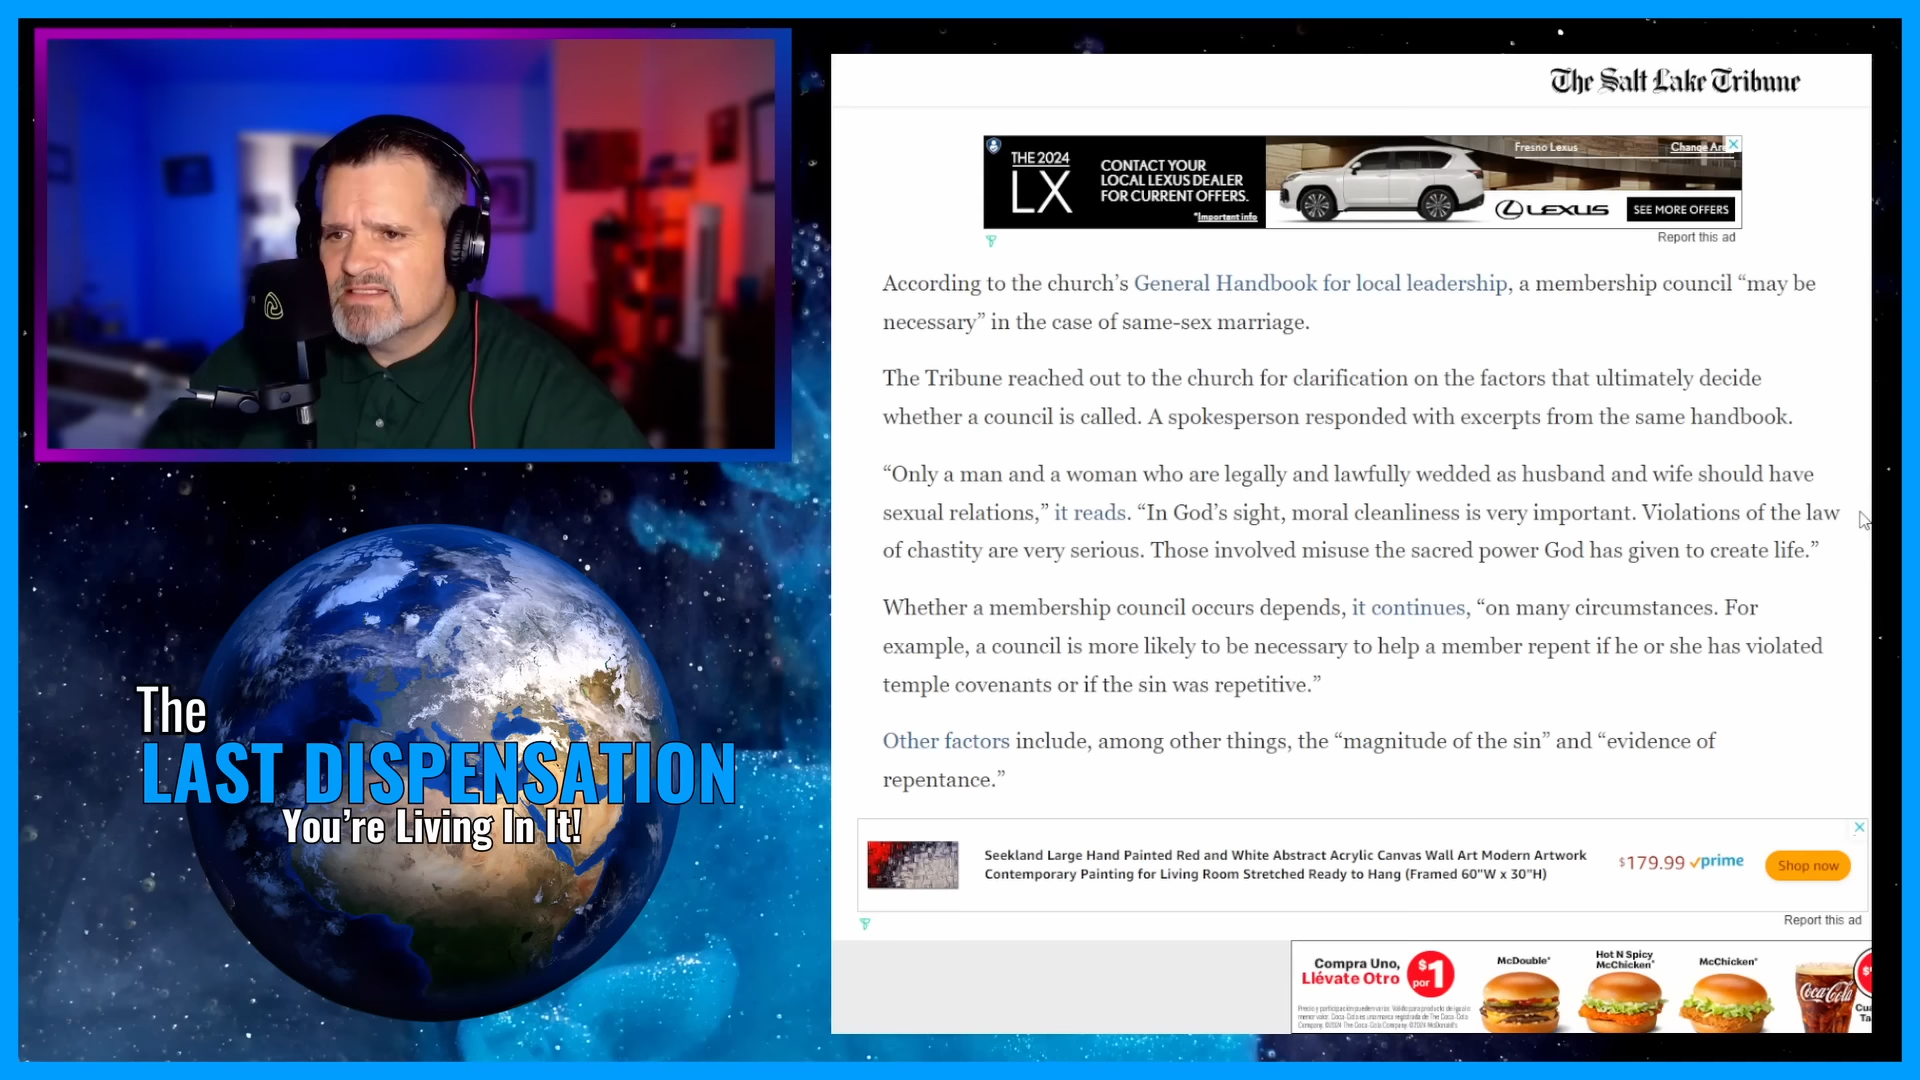 The
LAST DISPENSATION
You're Living In It!
The Salt Lake Tribune
THE 2024
LX
CONTACT YOUR
LOCAL LEXUS DEALER
FOR CURRENT OFFERS.
*Important info
Fresno Lexus
Change Are
LEXUS
SEE MORE OFFERS
Report this ad
According to the church’s General Handbook for local leadership, a membership council “may be
necessary” in the case of same-sex marriage.
The Tribune reached out to the church for clarification on the factors that ultimately decide
whether a council is called. A spokesperson responded with excerpts from the same handbook.
“Only a man and a woman who are legally and lawfully wedded as husband and wife should have
sexual relations,” it reads. “In God’s sight, moral cleanliness is very important. Violations of the law
of chastity are very serious. Those involved misuse the sacred power God has given to create life.”
Whether a membership council occurs depends, it continues, “on many circumstances. For
example, a council is more likely to be necessary to help a member repent if he or she has violated
temple covenants or if the sin was repetitive.”
Other factors include, among other things, the “magnitude of the sin” and “evidence of
repentance.”
Seekland Large Hand Painted Red and White Abstract Acrylic Canvas Wall Art Modern Artwork
Contemporary Painting for Living Room Stretched Ready to Hang (Framed 60"W x 30"H)
$179.99 prime
Shop now
Report this ad
Compra Uno,
Llévate Otro
por $1
McDouble*
Hot N Spicy
McChicken*
McChicken*
Coca-Cola